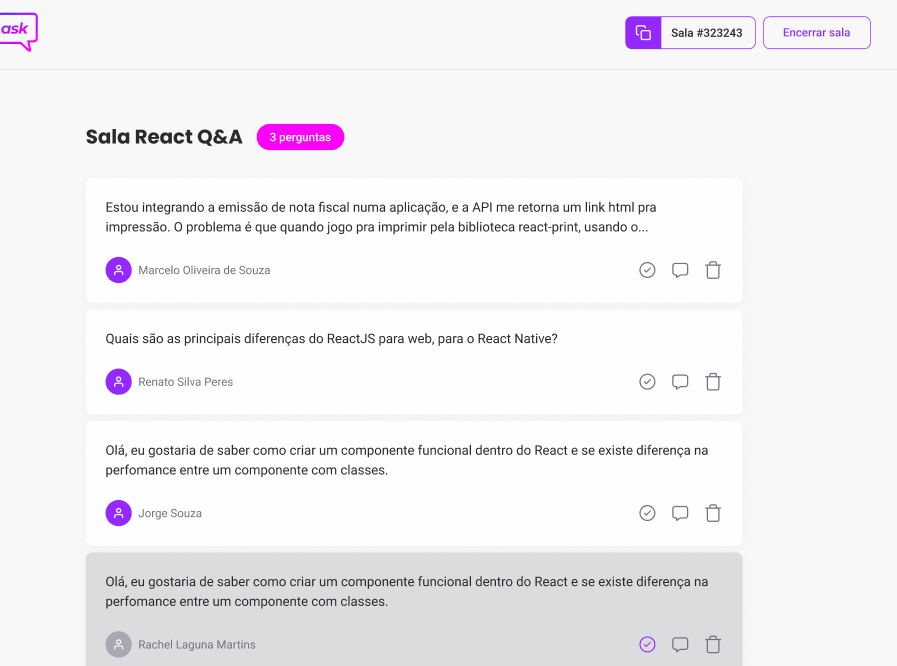 ask
Sala #323243
Encerrar sala
Sala React Q&A
3 perguntas
Estou integrando a emissão de nota fiscal numa aplicação, e a API me retorna um link html pra
impressão. O problema é que quando jogo pra imprimir pela biblioteca react-print, usando o...
Marcelo Oliveira de Souza
Quais são as principais diferenças do ReactJS para web, para o React Native?
Renato Silva Peres
Olá, eu gostaria de saber como criar um componente funcional dentro do React e se existe diferença na
perfomance entre um componente com classes.
Jorge Souza
Olá, eu gostaria de saber como criar um componente funcional dentro do React e se existe diferença na
perfomance entre um componente com classes.
Rachel Laguna Martins